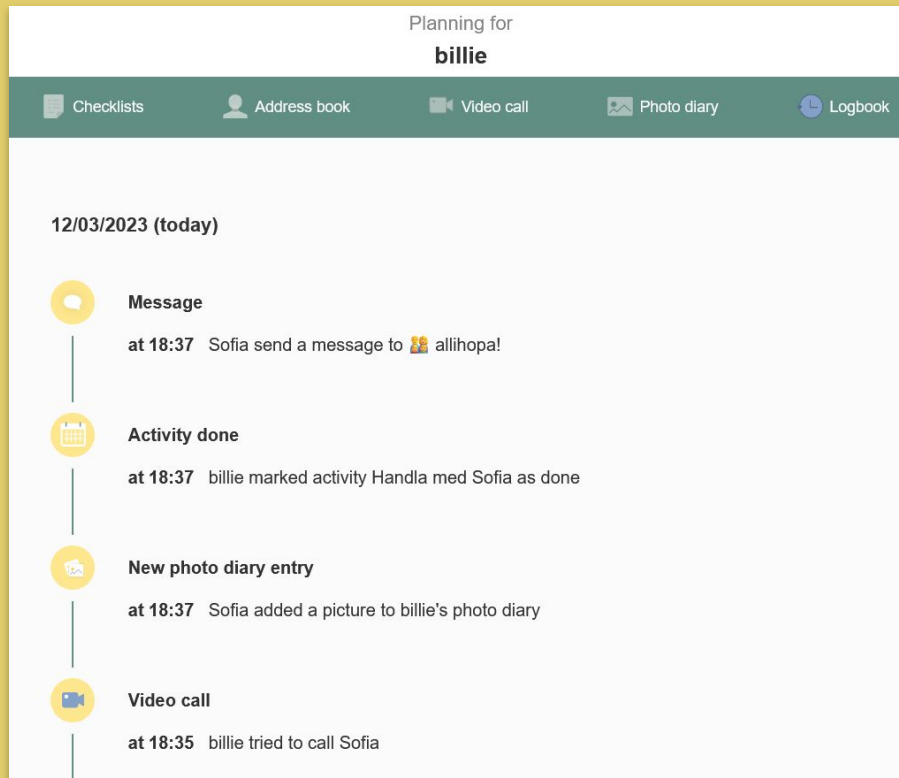 Planning for
billie
Checklists Address book Video call Photo diary Logbook
12/03/2023 (today)
Message
at 18:37 Sofia send a message to 👥 allihopa!
Activity done
at 18:37 billie marked activity Handla med Sofia as done
New photo diary entry
at 18:37 Sofia added a picture to billie's photo diary
Video call
at 18:35 billie tried to call Sofia